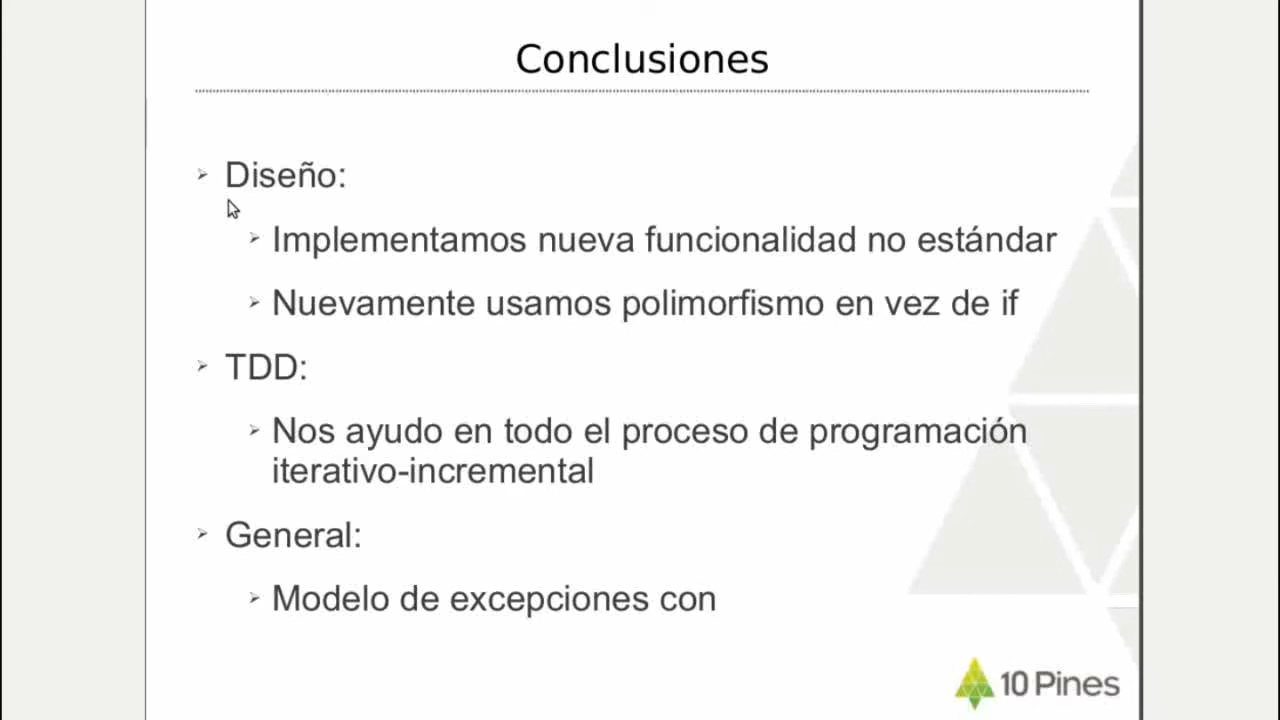 Conclusiones
Diseño:
Implementamos nueva funcionalidad no estándar
Nuevamente usamos polimorfismo en vez de if
TDD:
Nos ayudo en todo el proceso de programación
iterativo-incremental
General:
Modelo de excepciones con
10 Pines